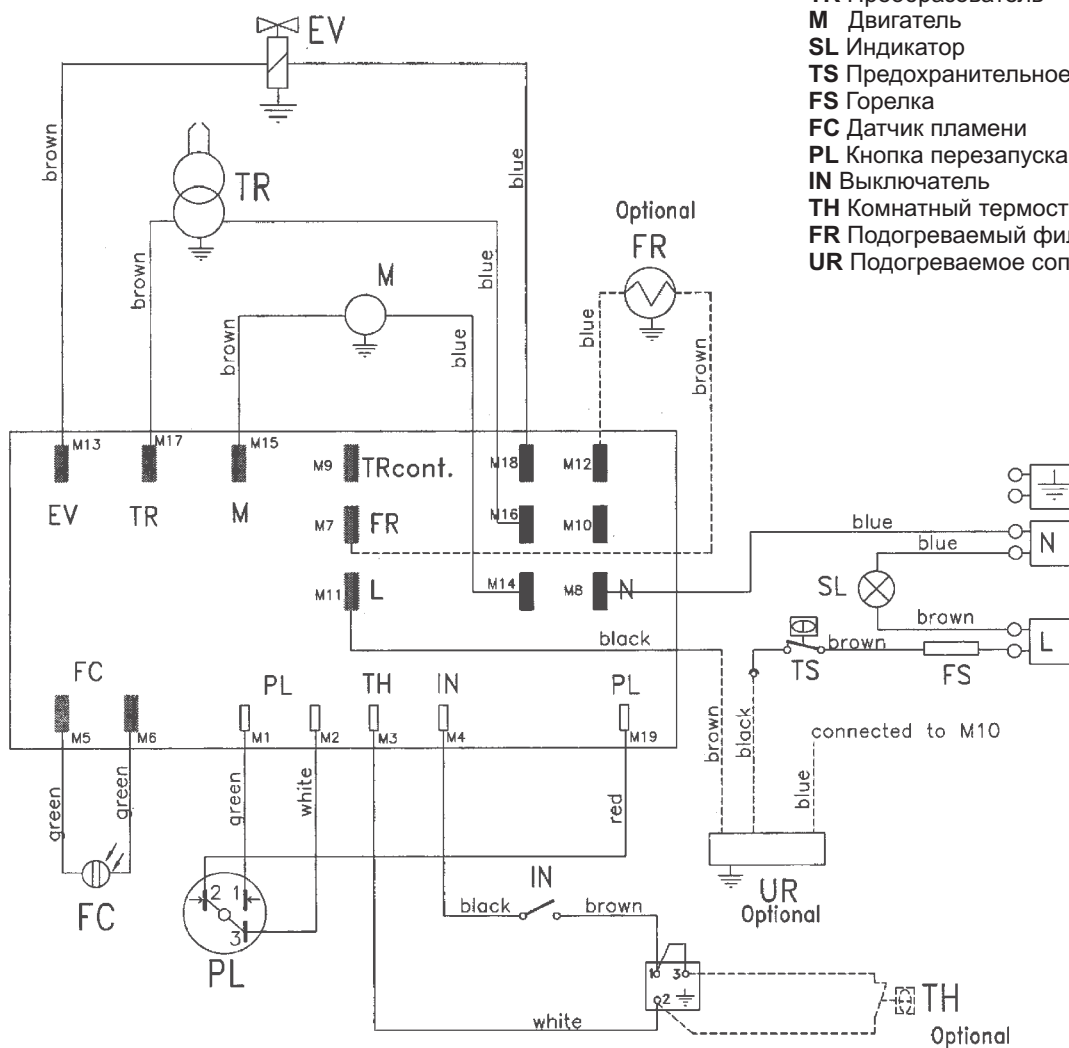 M Двигатель
SL Индикатор
TS Предохранительное
FS Горелка
FC Датчик пламени
PL Кнопка перезапуска
IN Выключатель
TH Комнатный термост
FR Подогреваемый фил
UR Подогреваемое соп
EV
brown
blue
TR
brown
blue
Optional
FR
M
brown
blue
blue
brown
M13
M17
M15
M9
TRcont.
M18
M12
EV
TR
M
M7
FR
M16
M10
blue
N
blue
M11
L
M14
M8
N
SL
brown
L
black
brown
TS
FS
FC
PL
TH
IN
PL
M5
M6
M1
M2
M3
M4
M19
brown
black
connected to M10
blue
green
green
green
white
red
FC
2
1
3
PL
IN
black
brown
UR
Optional
1
3
2
TH
white
Optional